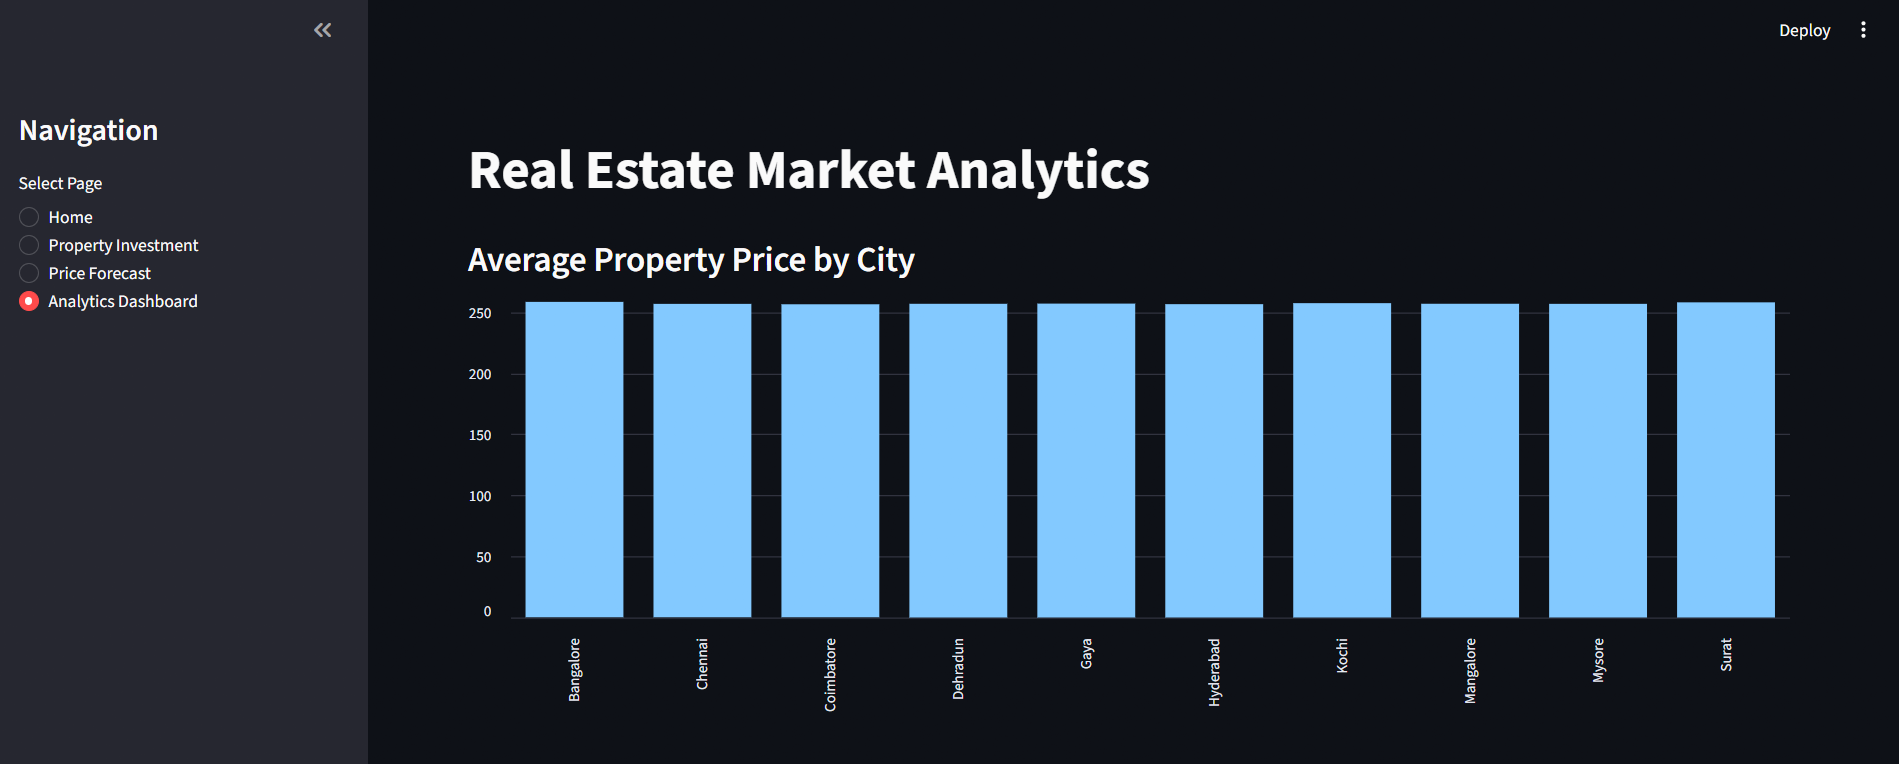 Deploy
Navigation
Select Page
Home
Property Investment
Price Forecast
Analytics Dashboard
Real Estate Market Analytics
Average Property Price by City
250
200
150
100
50
0
Bangalore
Chennai
Coimbatore
Dehradun
Gaya
Hyderabad
Kochi
Mangalore
Mysore
Surat